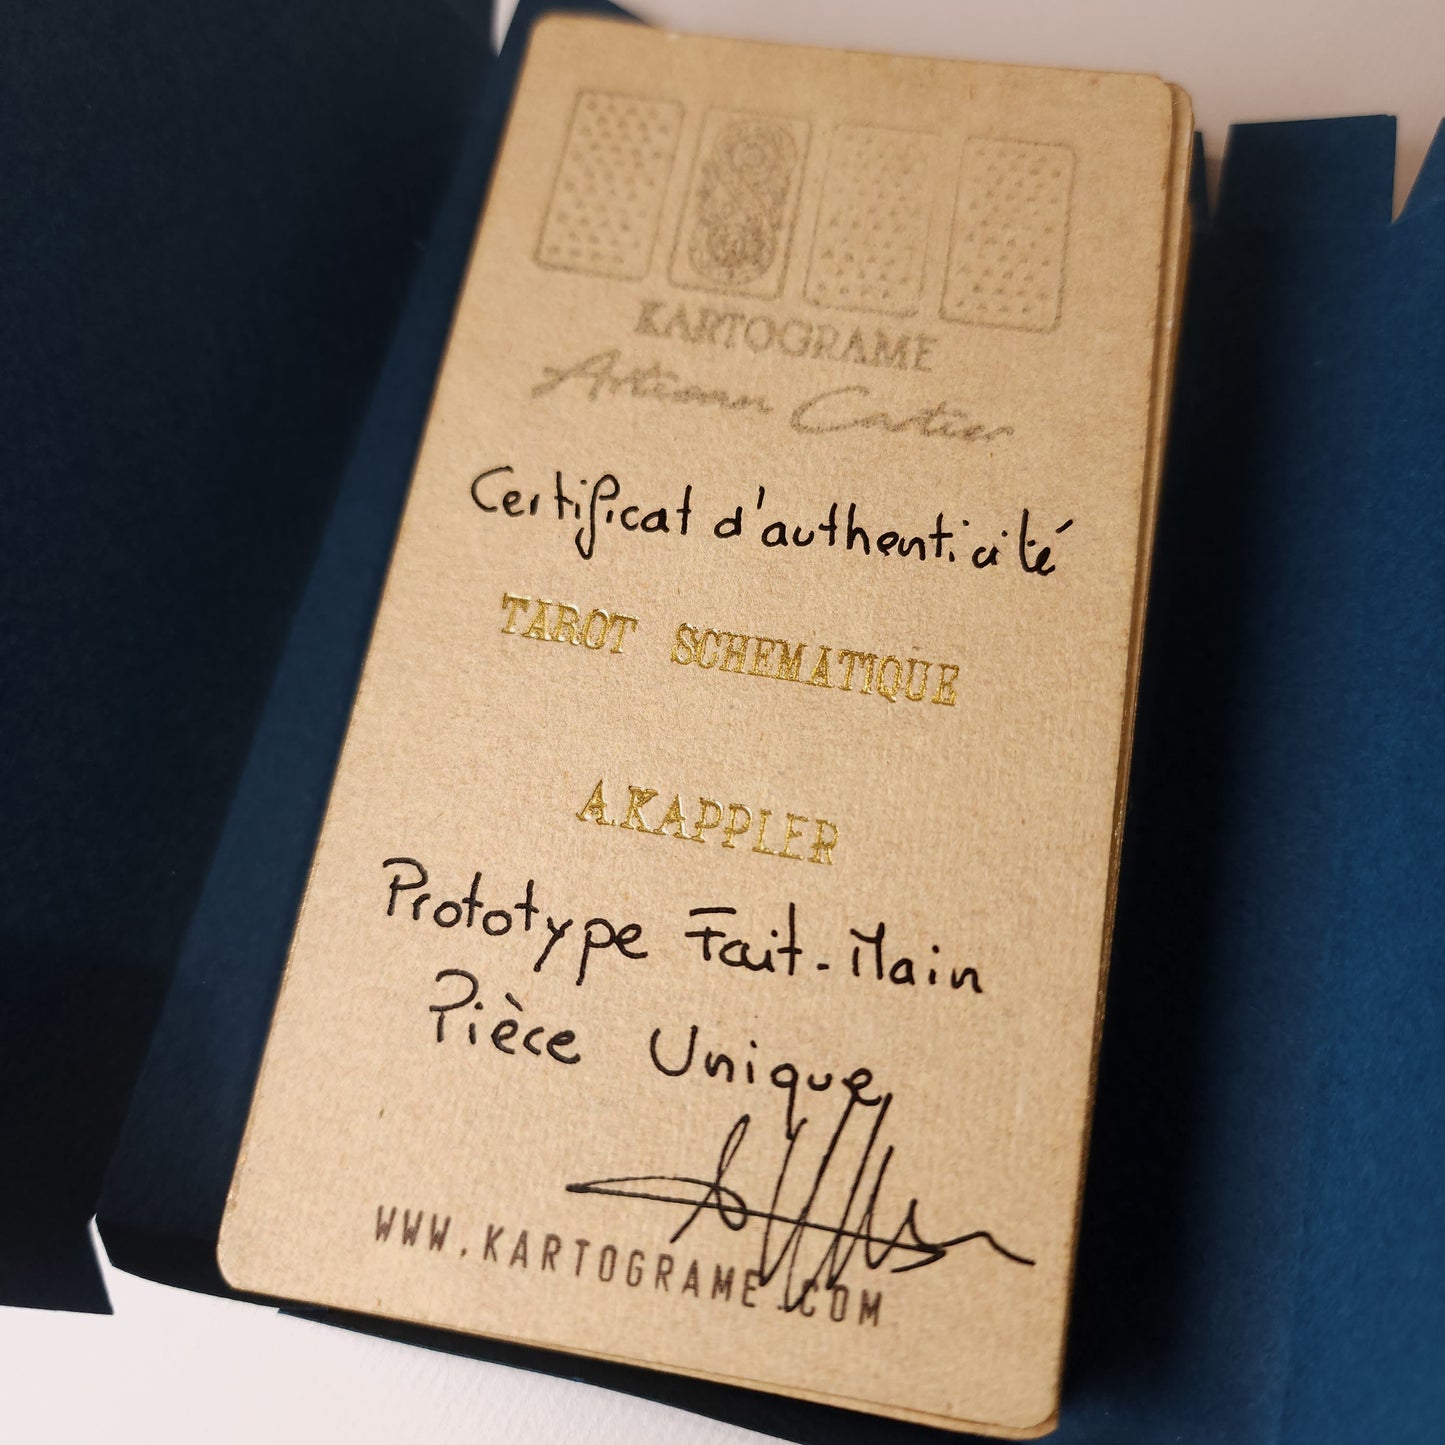 KARTOGRAME
Artisan Cartier
Certificat d'authenticité
TAROT SCHEMATIQUE
A.KAPPLER
Prototype Fait-Main
Pièce Unique
WWW.KARTOGRAME.COM